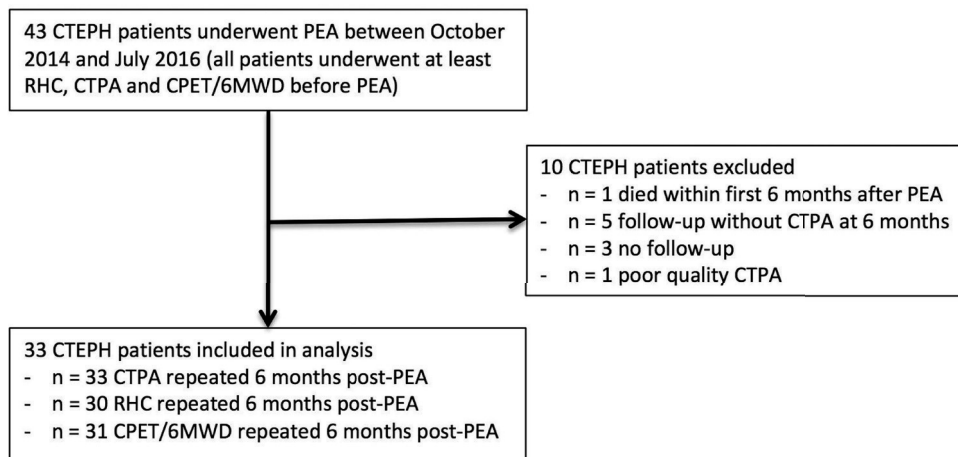 43 CTEPH patients underwent PEA between October
2014 and July 2016 (all patients underwent at least
RHC, CTPA and CPET/6MWD before PEA)
10 CTEPH patients excluded
- n = 1 died within first 6 months after PEA
- n = 5 follow-up without CTPA at 6 months
- n = 3 no follow-up
- n = 1 poor quality CTPA
33 CTEPH patients included in analysis
- n = 33 CTPA repeated 6 months post-PEA
- n = 30 RHC repeated 6 months post-PEA
- n = 31 CPET/6MWD repeated 6 months post-PEA